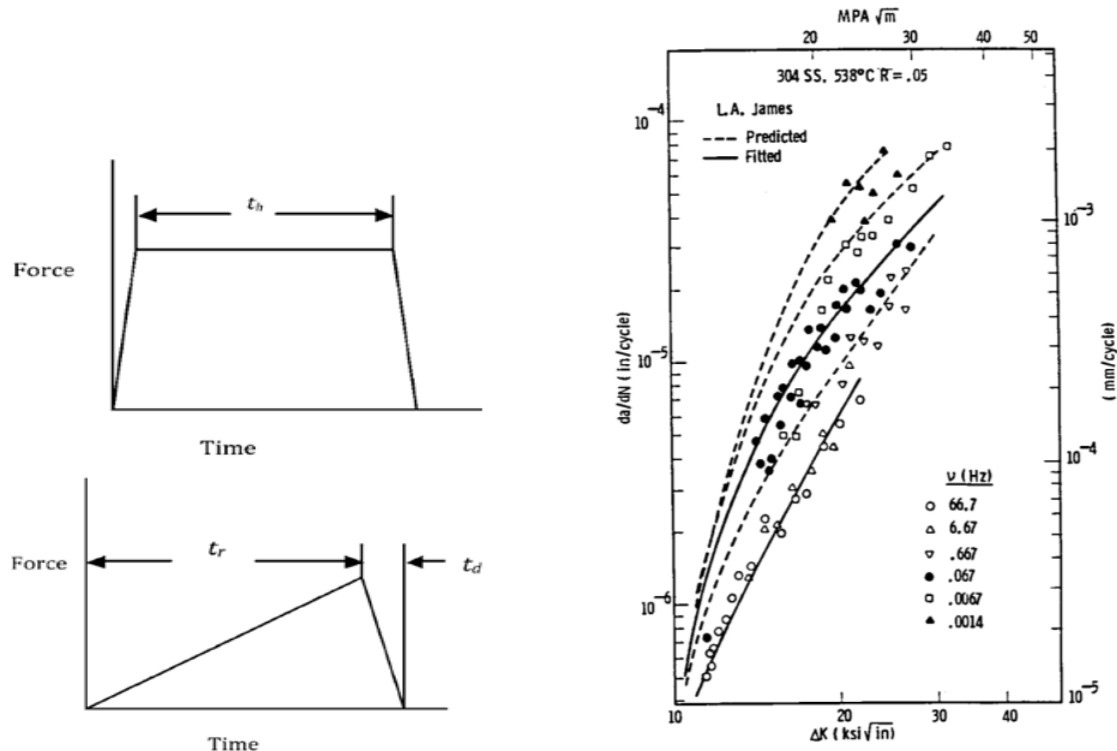 t_h
Force
Time
t_r
Force
t_d
Time
MPA √m
20 30 40 50
304 SS, 538°C R = .05
L.A. James
Predicted
Fitted
10⁻⁴
10⁻⁵
10⁻⁶
da/dN (in/cycle)
10⁻³
10⁻⁴
10⁻⁵
(mm/cycle)
ν (Hz)
66.7
6.67
.667
.067
.0067
.0014
10 20 30 40
ΔK (ksi√in)